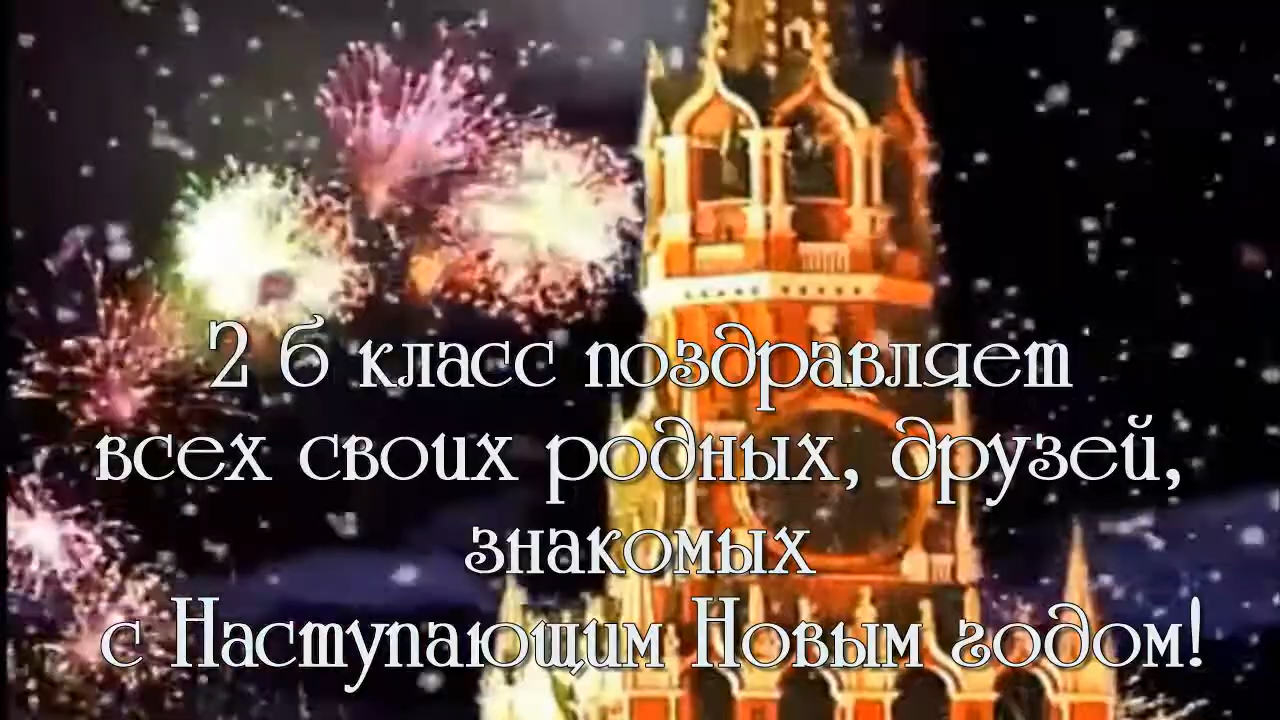 2 б класс поздравляет
всех своих родных, друзей,
знакомых
с Наступающим Новым годом!